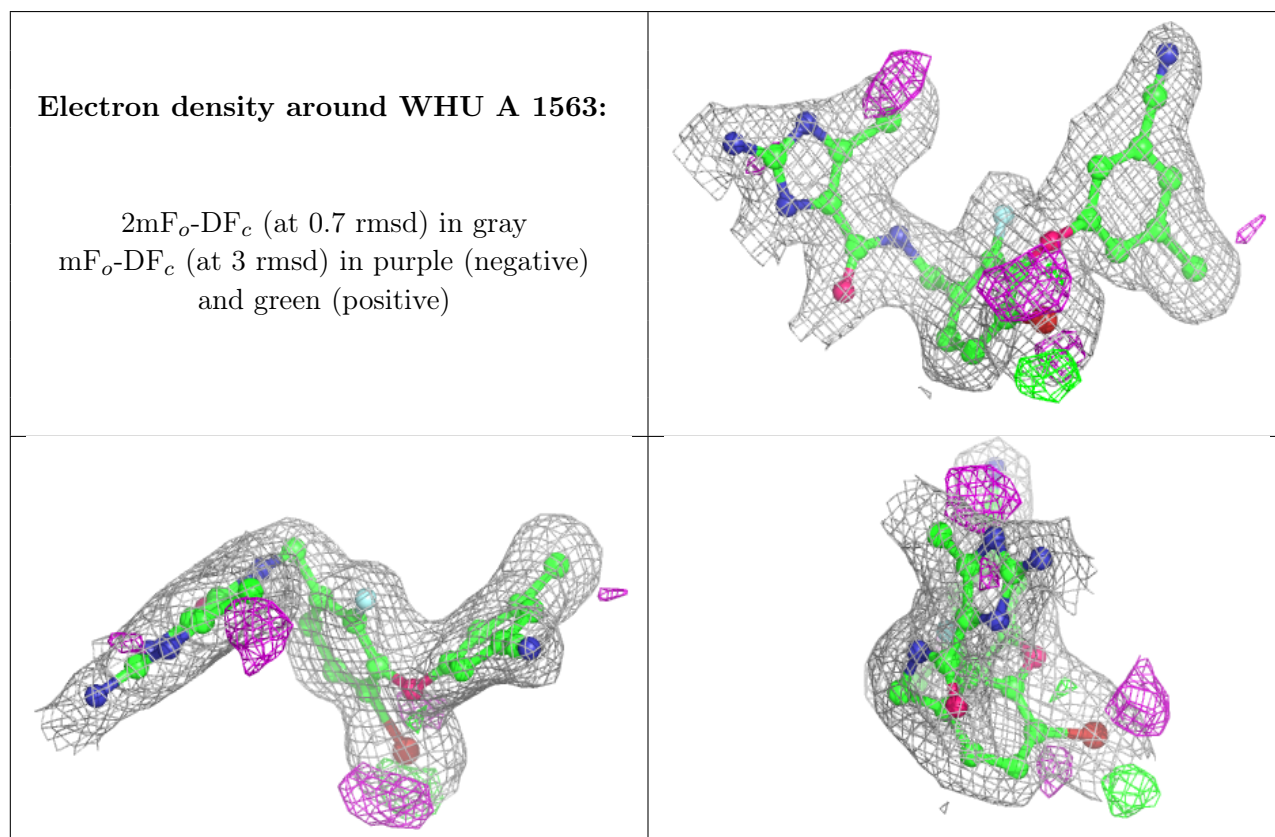 Electron density around WHU A 1563:
2mFo-DFc (at 0.7 rmsd) in gray
mFo-DFc (at 3 rmsd) in purple (negative)
and green (positive)